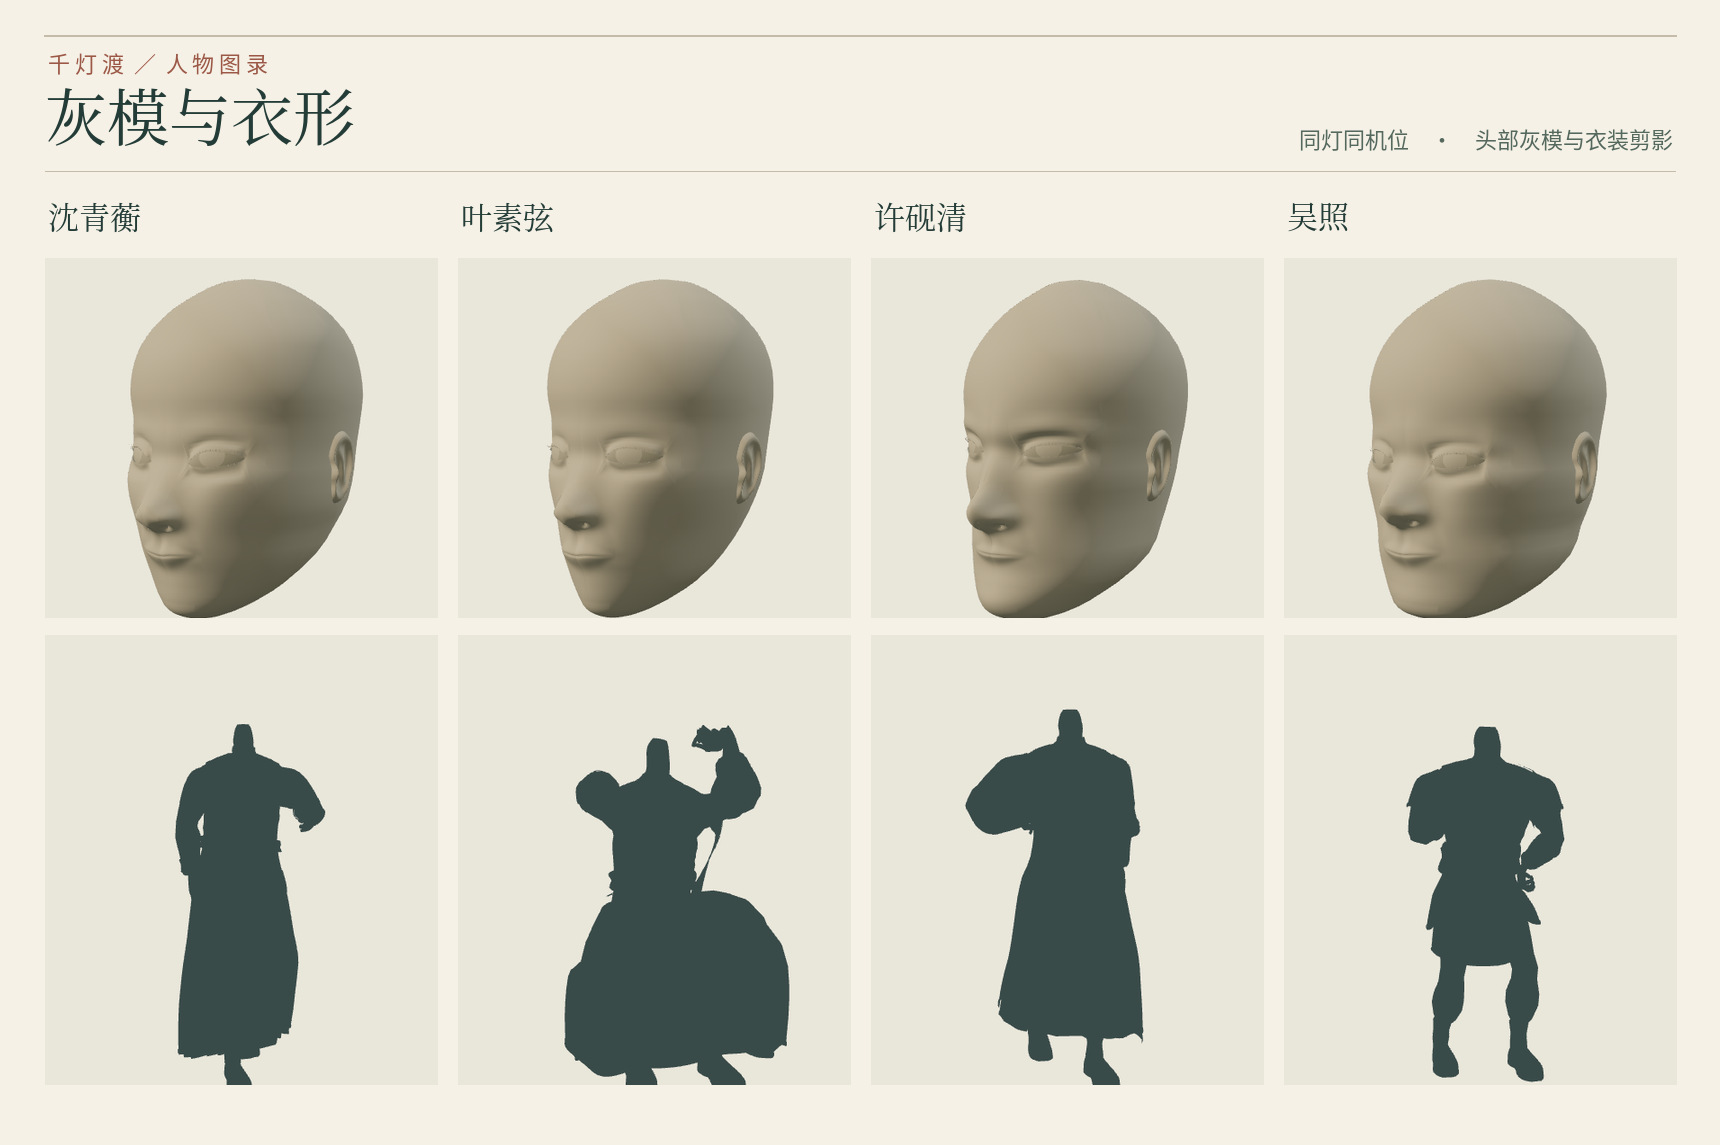 千灯渡 ／ 人物图录
灰模与衣形
同灯同机位 • 头部灰模与衣装剪影
沈青蘅
叶素弦
许砚清
吴照